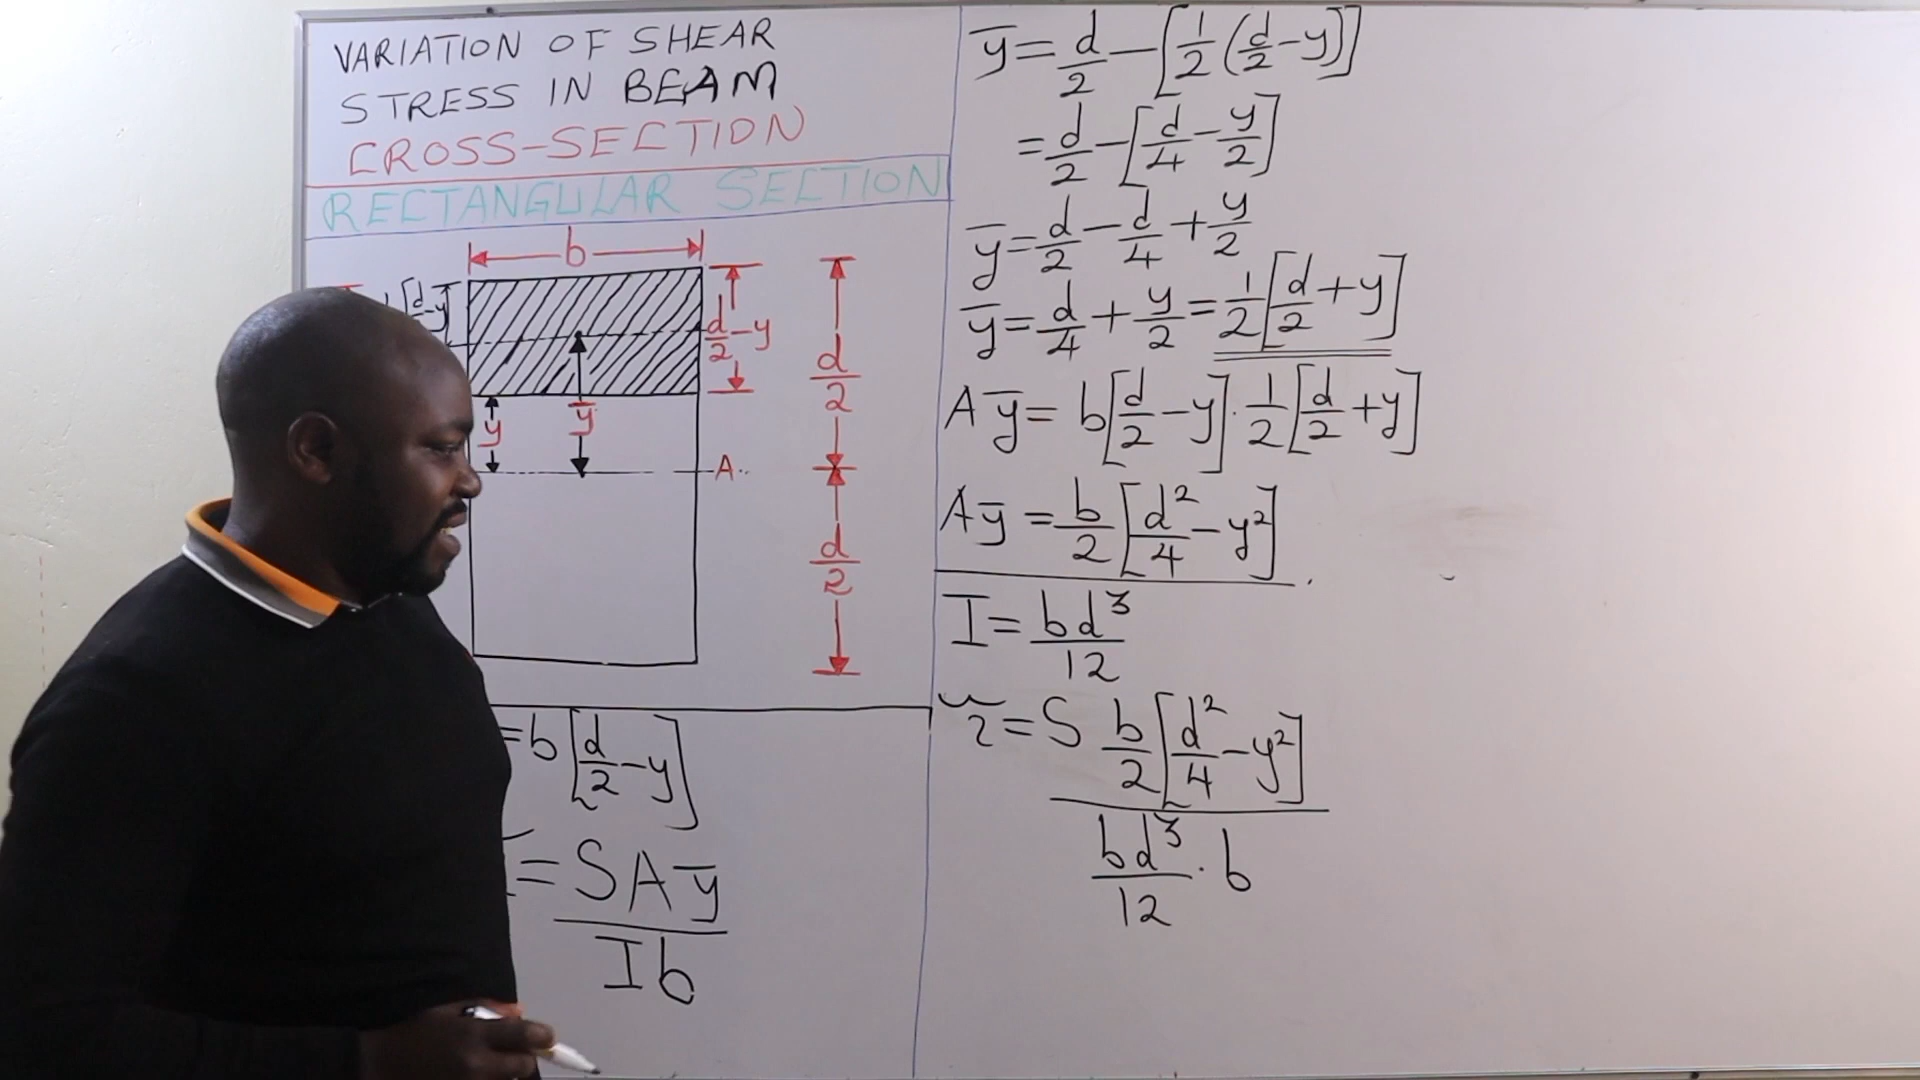 VARIATION OF SHEAR
STRESS IN BEAM
CROSS-SECTION
RECTANGULAR SECTION
b
[d/-y]
d/2-y
d/2
y
ȳ
A..
d/2
=b[d/2-y]
=SAȳ/Ib
ȳ=d/2-[1/2(d/2-y)]
=d/2-[d/4-y/2]
ȳ=d/2-d/4+y/2
ȳ=d/4+y/2=1/2[d/2+y]
Aȳ=b[d/2-y]·1/2[d/2+y]
Aȳ=b/2[d²/4-y²]
I=bd³/12
τ=S b/2[d²/4-y²]
bd³/12·b